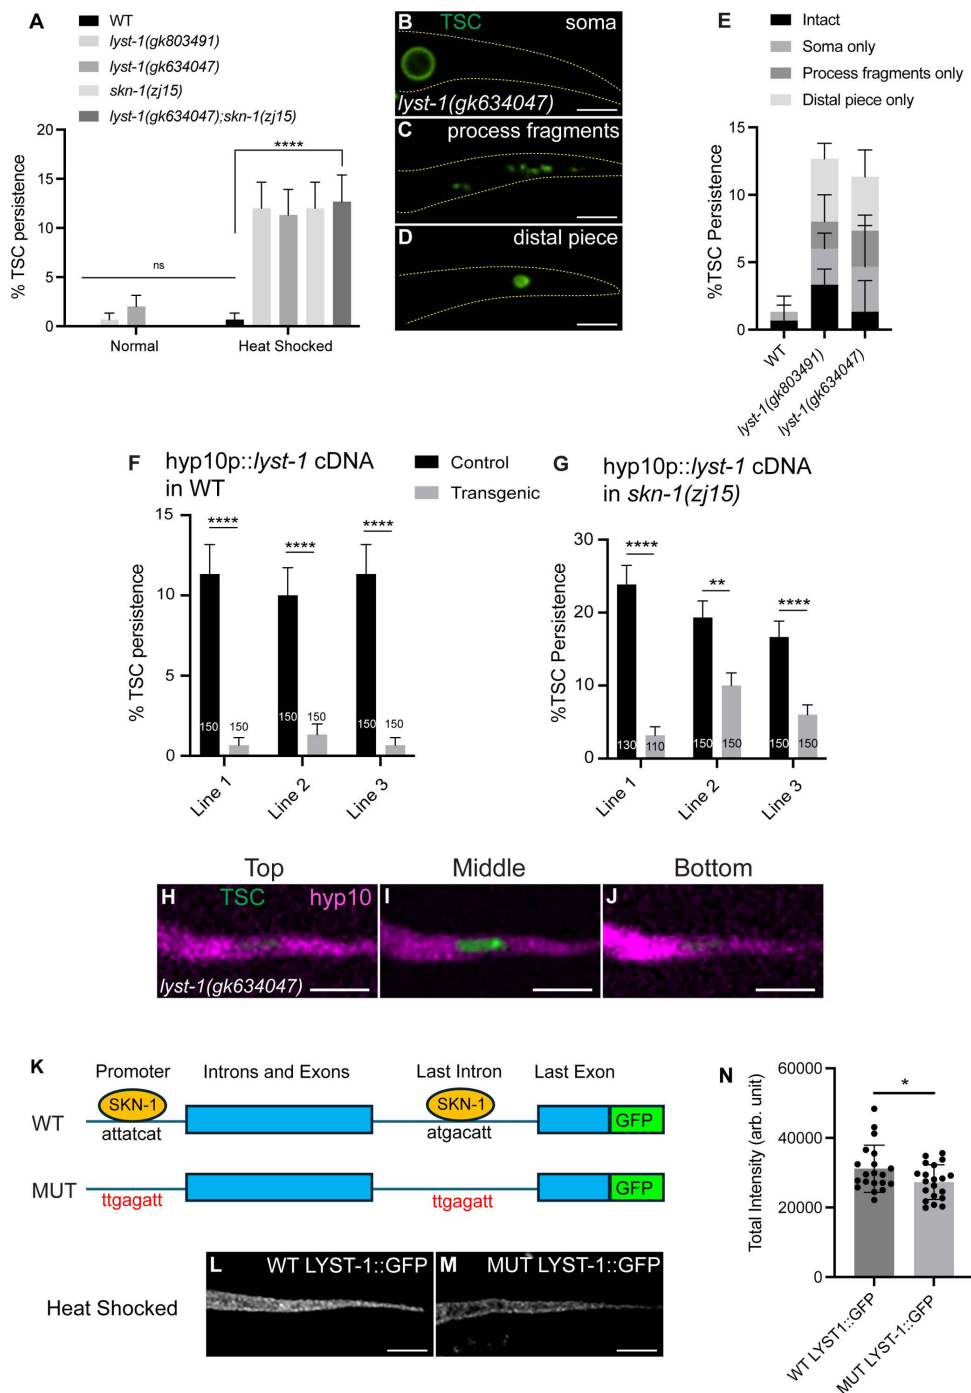 A
WT
lyst-1(gk803491)
lyst-1(gk634047)
skn-1(zj15)
lyst-1(gk634047);skn-1(zj15)
% TSC persistence
20
15
10
5
0
ns
****
Normal
Heat Shocked
B
TSC
soma
lyst-1(gk634047)
C
process fragments
D
distal piece
E
Intact
Soma only
Process fragments only
Distal piece only
%TSC Persistence
15
10
5
0
WT
lyst-1(gk803491)
lyst-1(gk634047)
F
hyp10p::lyst-1 cDNA
in WT
Control
Transgenic
% TSC persistence
15
10
5
0
****
****
****
150
150
150
150
150
150
Line 1
Line 2
Line 3
G
hyp10p::lyst-1 cDNA
in skn-1(zj15)
%TSC Persistence
30
20
10
0
****
**
****
130
110
150
150
150
150
Line 1
Line 2
Line 3
Top
Middle
Bottom
H
TSC
hyp10
lyst-1(gk634047)
I
J
K
Promoter
Introns and Exons
Last Intron
Last Exon
WT
SKN-1
attatcat
SKN-1
atgacatt
GFP
MUT
ttgagatt
ttgagatt
GFP
Heat Shocked
L
WT LYST-1::GFP
M
MUT LYST-1::GFP
N
Total Intensity (arb. unit)
60000
40000
20000
0
*
WT LYST1::GFP
MUT LYST-1::GFP